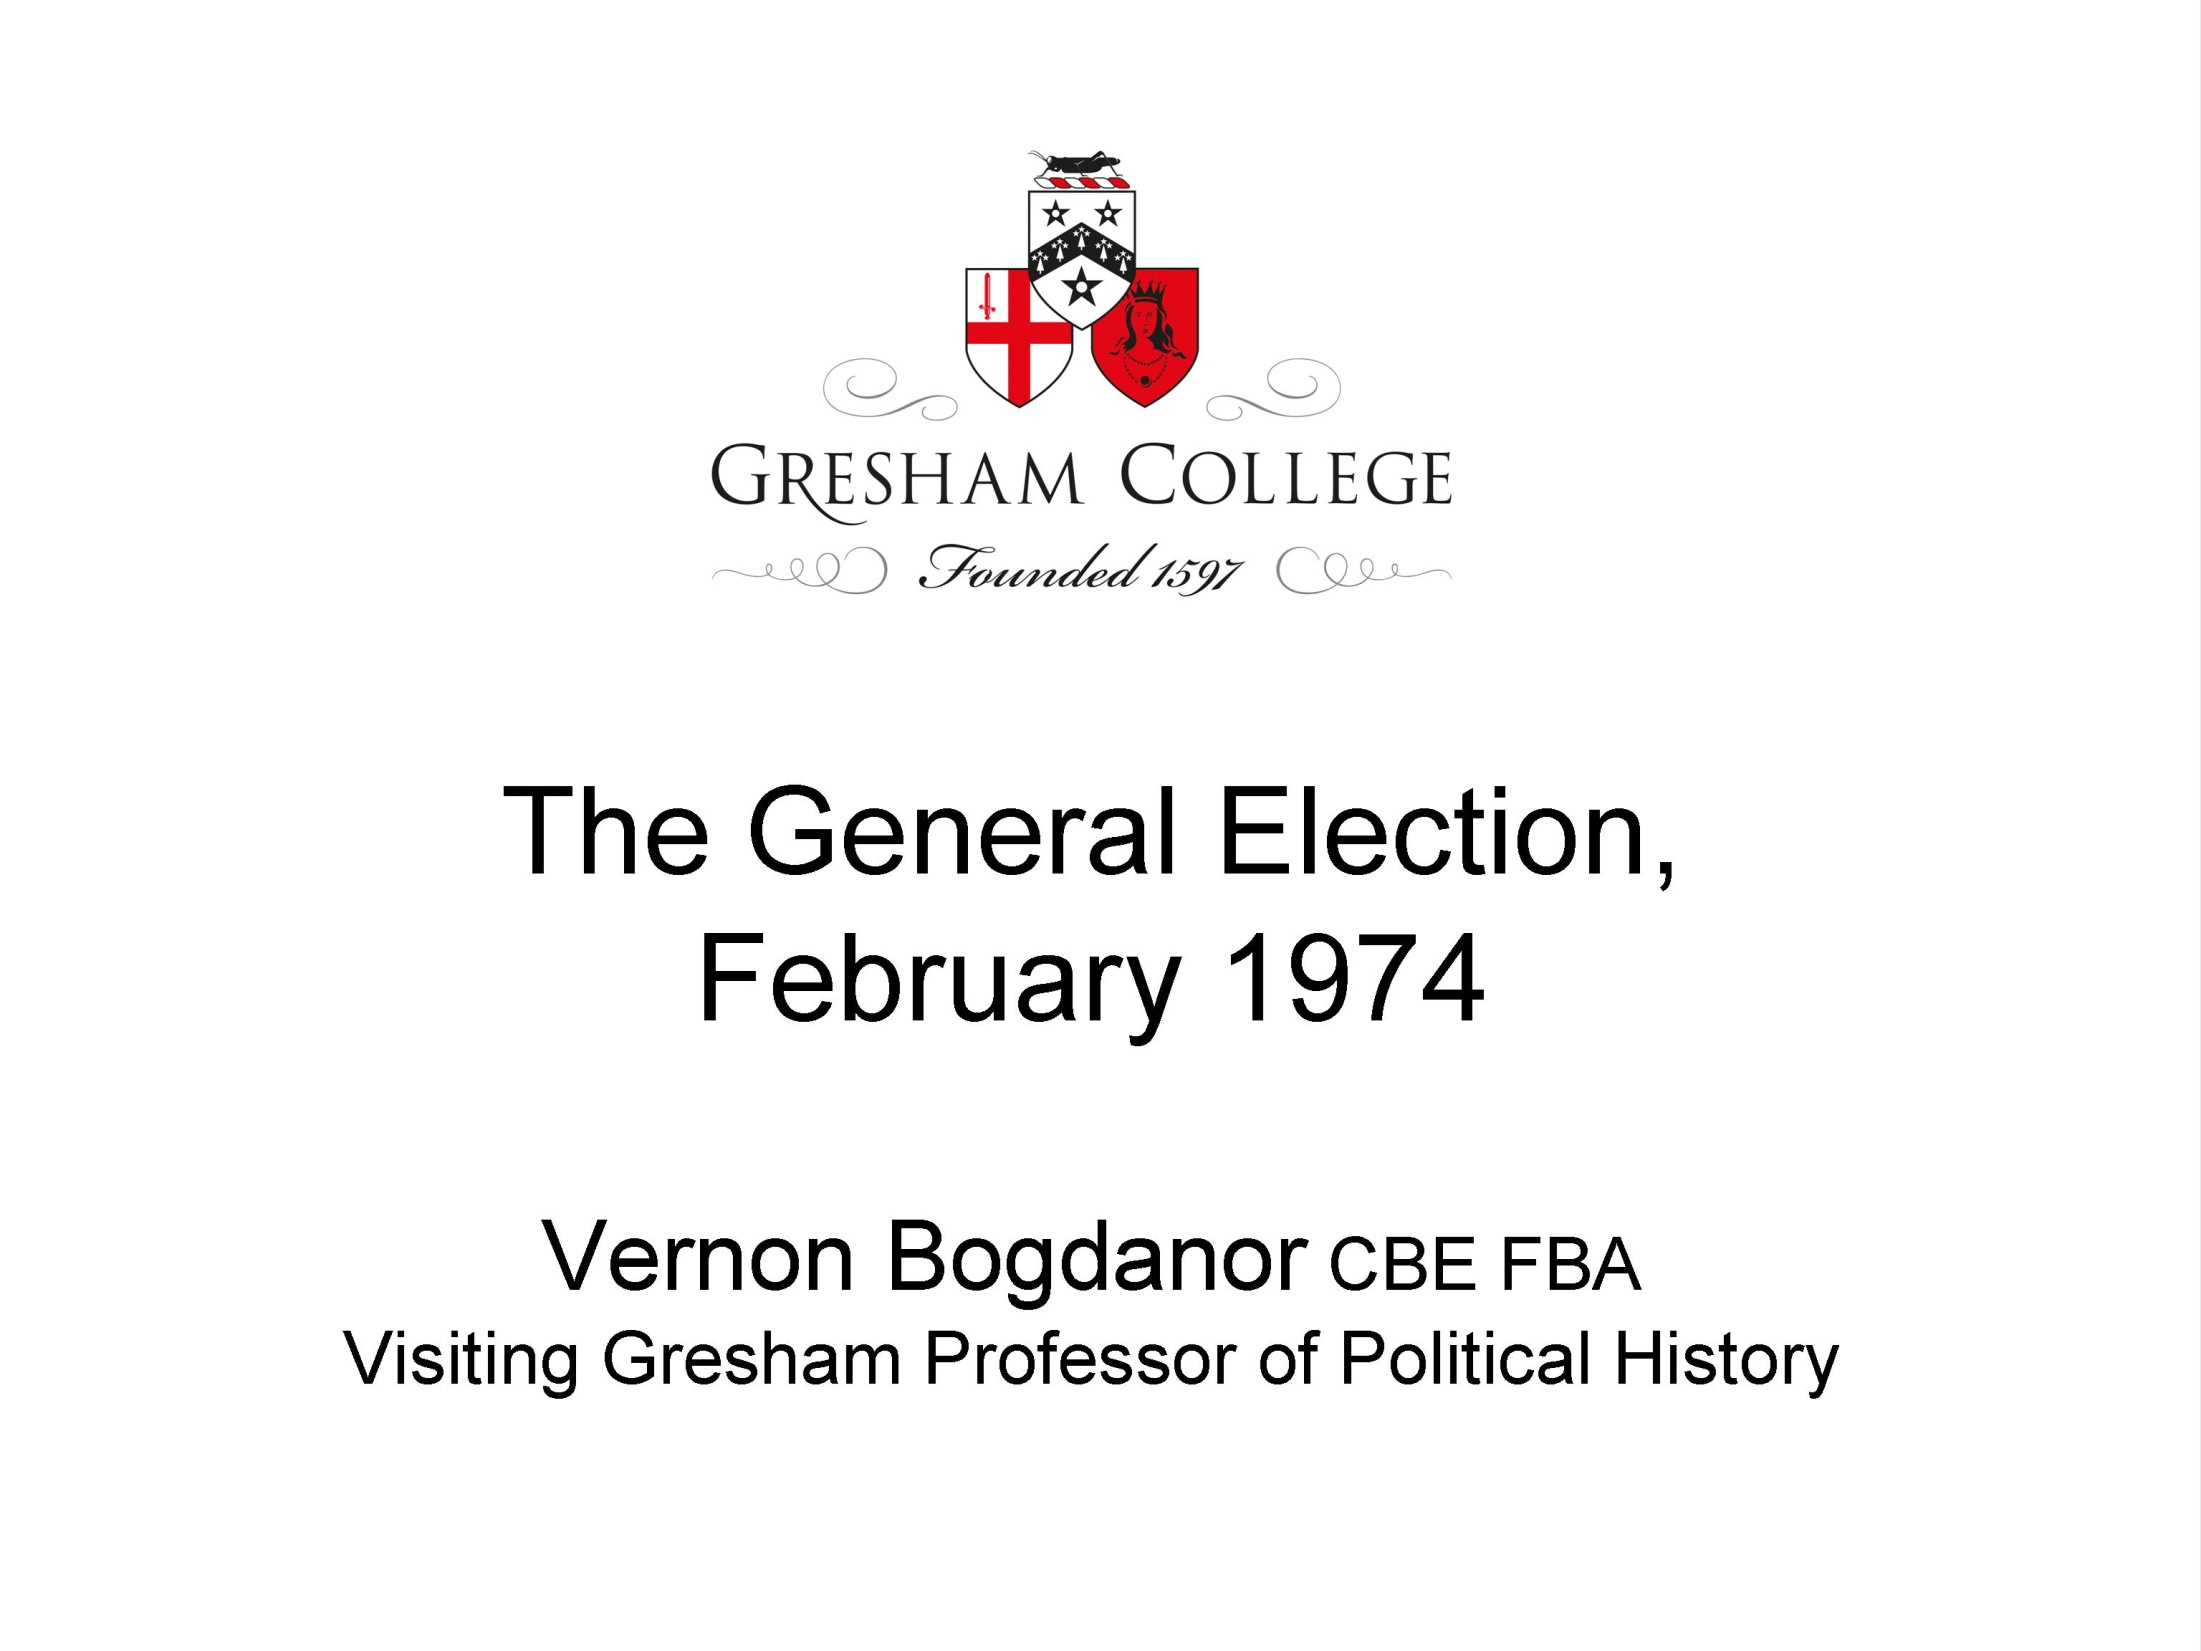 GRESHAM COLLEGE
Founded 1597
The General Election,
February 1974
Vernon Bogdanor CBE FBA
Visiting Gresham Professor of Political History